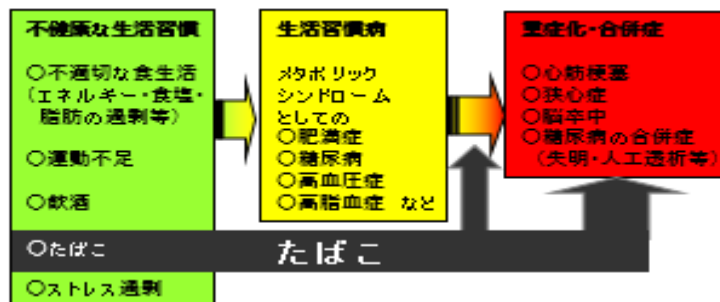 不健康な生活習慣
○不適切な食生活
(エネルギー・食塩・
脂肪の過剰等)
○運動不足
○飲酒
○たばこ
○ストレス過剰
生活習慣病
メタボリック
シンドローム
としての
○肥満症
○糖尿病
○高血圧症
○高脂血症 など
たばこ
重症化・合併症
○心筋梗塞
○狭心症
○脳卒中
○糖尿病の合併症
(失明・人工透析等)